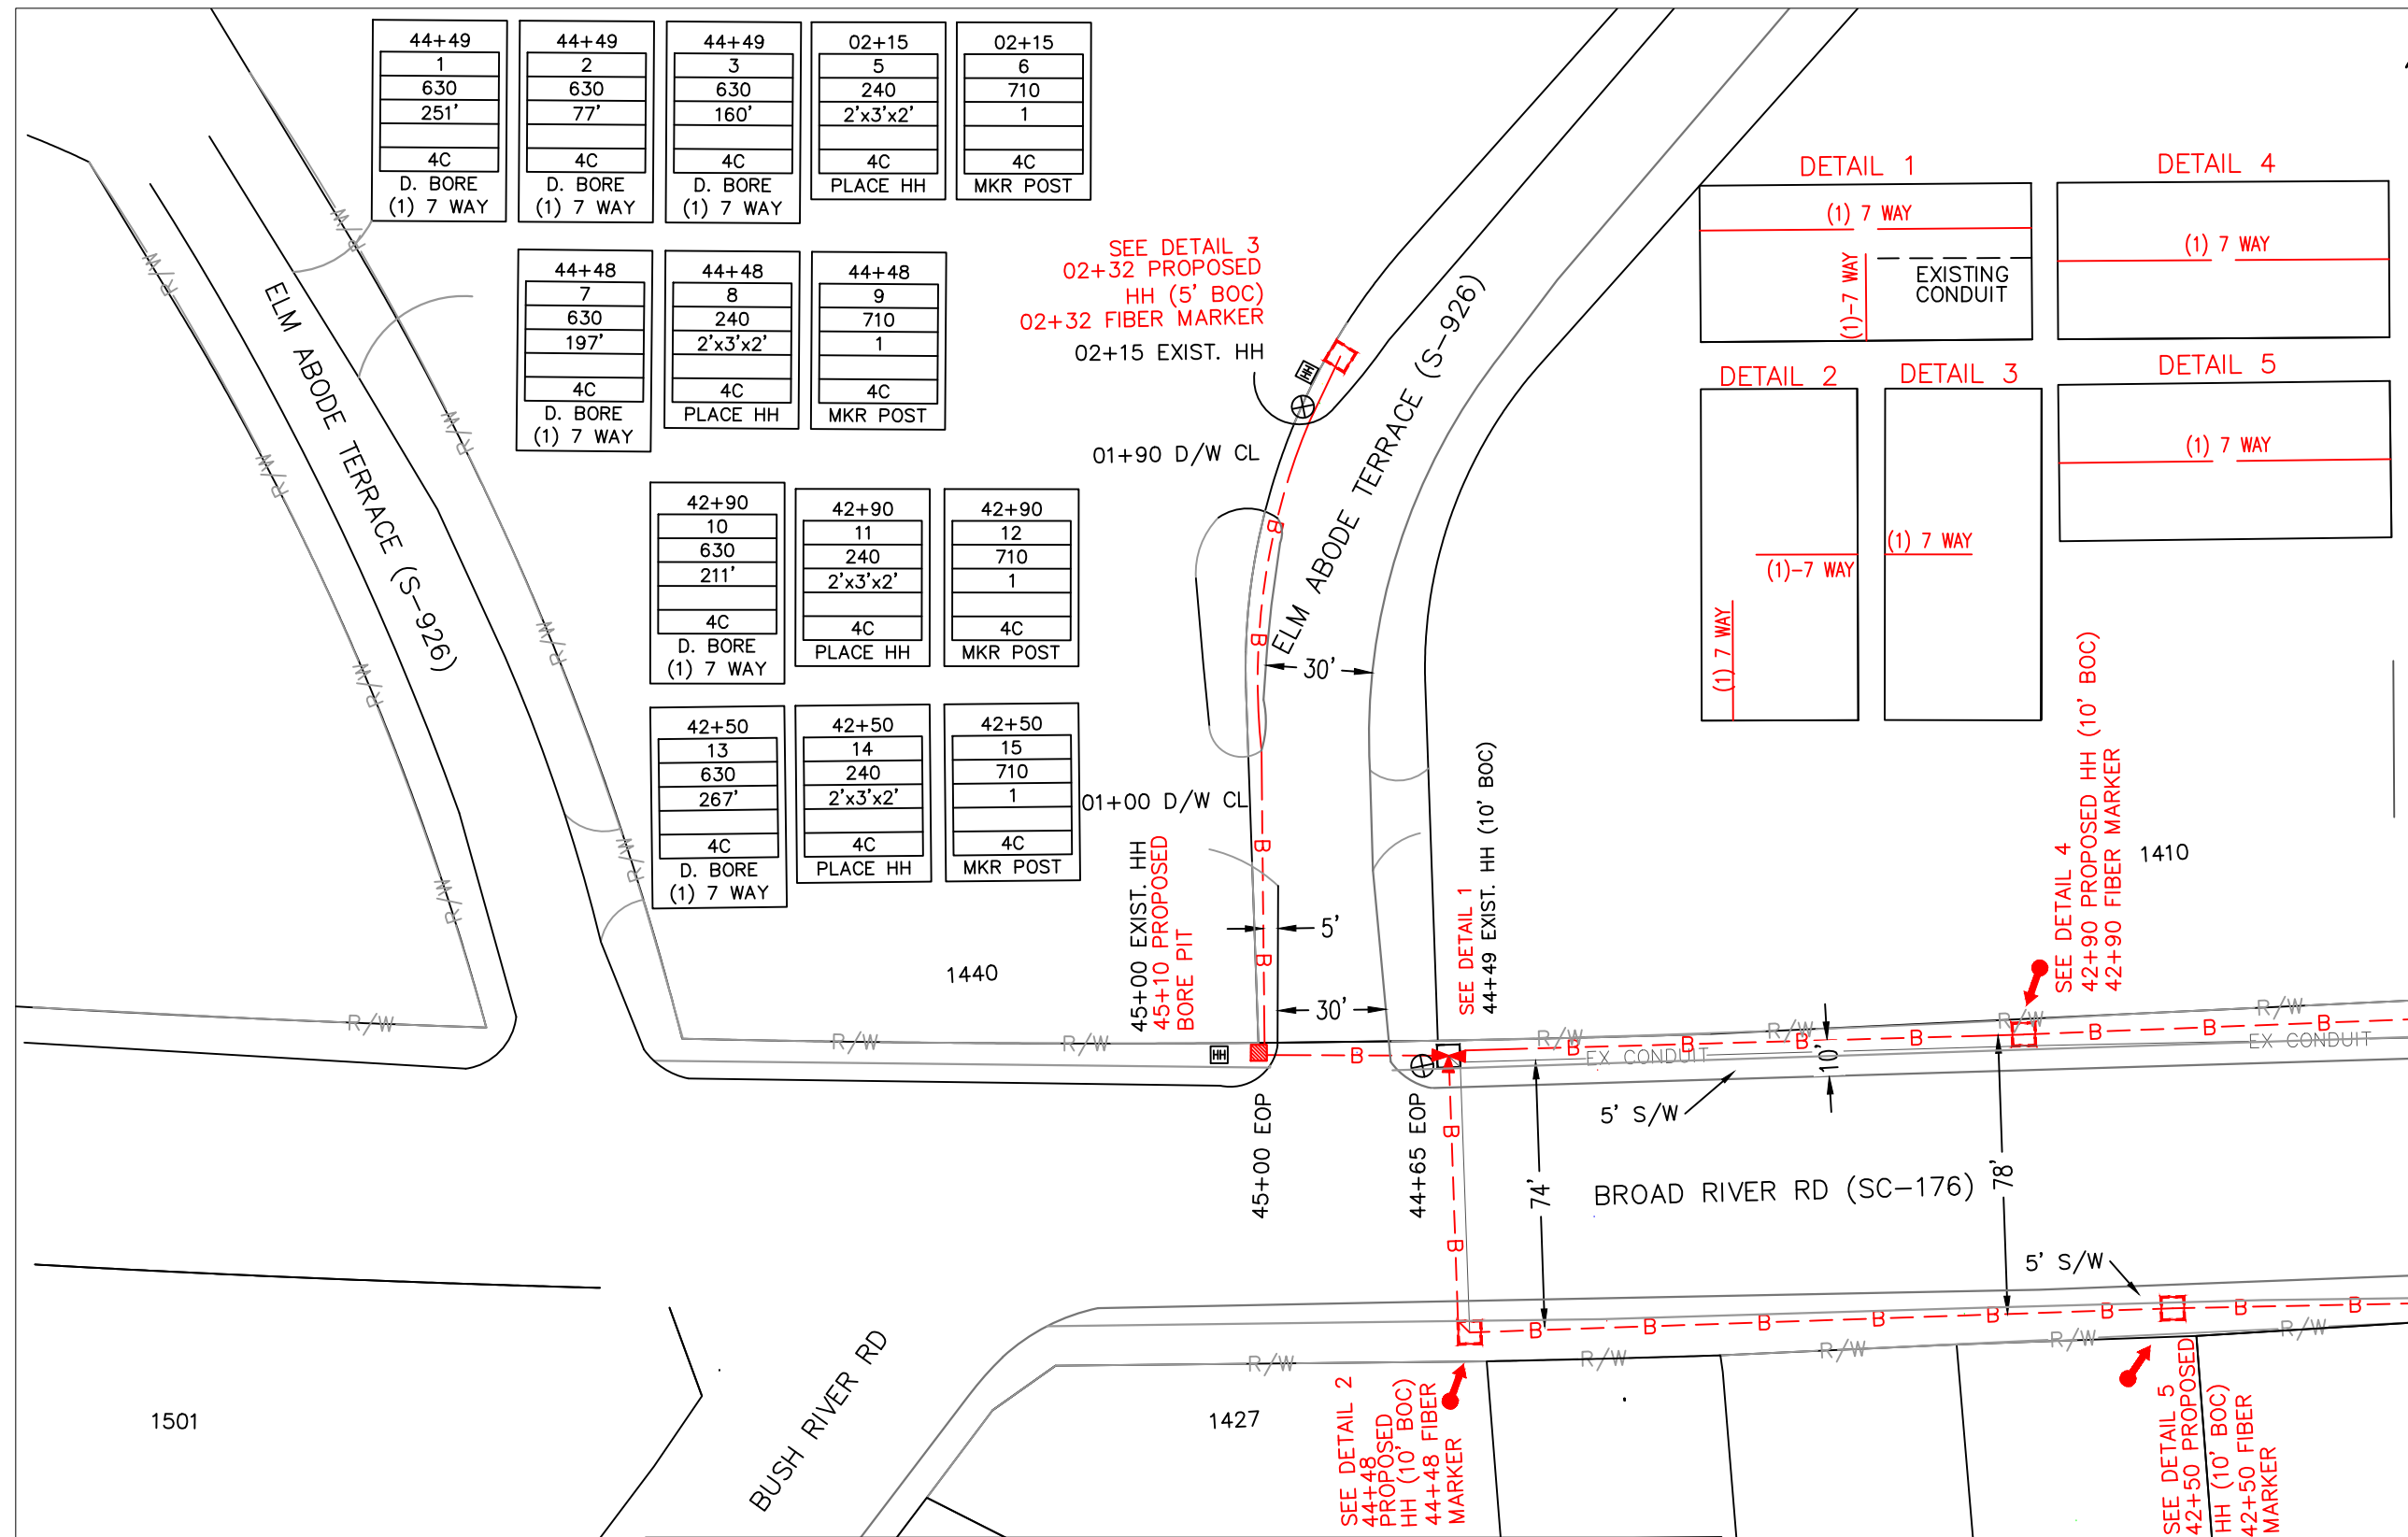 44+49
1
630
251'
4C
D. BORE
(1) 7 WAY
44+49
2
630
77'
4C
D. BORE
(1) 7 WAY
44+49
3
630
160'
4C
D. BORE
(1) 7 WAY
02+15
5
240
2'x3'x2'
4C
PLACE HH
02+15
6
710
1
4C
MKR POST
44+48
7
630
197'
4C
D. BORE
(1) 7 WAY
44+48
8
240
2'x3'x2'
4C
PLACE HH
44+48
9
710
1
4C
MKR POST
42+90
10
630
211'
4C
D. BORE
(1) 7 WAY
42+90
11
240
2'x3'x2'
4C
PLACE HH
42+90
12
710
1
4C
MKR POST
42+50
13
630
267'
4C
D. BORE
(1) 7 WAY
42+50
14
240
2'x3'x2'
4C
PLACE HH
42+50
15
710
1
4C
MKR POST
SEE DETAIL 3
02+32 PROPOSED
HH (5' BOC)
02+32 FIBER MARKER
02+15 EXIST. HH
HH
01+90 D/W CL
01+00 D/W CL
DETAIL 1
(1) 7 WAY
(1)-7 WAY
EXISTING
CONDUIT
DETAIL 4
(1) 7 WAY
DETAIL 2
(1)-7 WAY
(1) 7 WAY
DETAIL 3
(1) 7 WAY
DETAIL 5
(1) 7 WAY
ELM ABODE TERRACE (S-926)
R/W
R/W
R/W
R/W
R/W
R/W
R/W
R/W
R/W
ELM ABODE TERRACE (S-926)
B
B
B
B
30'
5'
30'
45+00 EXIST. HH
45+10 PROPOSED
BORE PIT
SEE DETAIL 1
44+49 EXIST. HH (10' BOC)
SEE DETAIL 4
42+90 PROPOSED HH (10' BOC)
42+90 FIBER MARKER
1410
1440
R/W
R/W
R/W
R/W
R/W
R/W
R/W
HH
B
B
B
B
B
B
B
B
EX CONDUIT
EX CONDUIT
10'
5' S/W
45+00 EOP
44+65 EOP
B
B
74'
78'
BROAD RIVER RD (SC-176)
5' S/W
B
B
B
B
B
B
B
B
R/W
R/W
R/W
R/W
R/W
BUSH RIVER RD
1501
1427
SEE DETAIL 2
44+48
PROPOSED
HH (10' BOC)
44+48 FIBER
MARKER
SEE DETAIL 5
42+50 PROPOSED
HH (10' BOC)
42+50 FIBER
MARKER